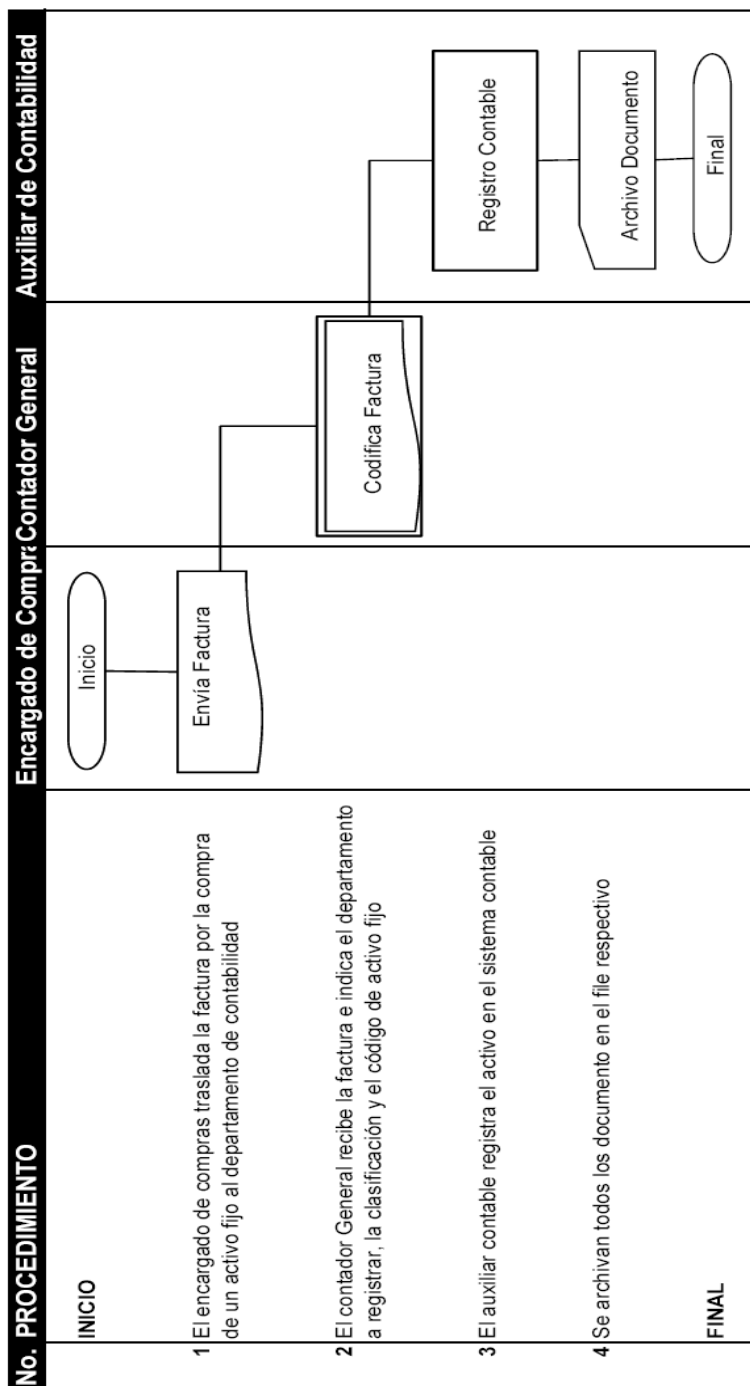 No. PROCEDIMIENTO Encargado de Compra Contador General Auxiliar de Contabilidad
INICIO
Inicio
1 El encargado de compras traslada la factura por la compra
de un activo fijo al departamento de contabilidad
Envía Factura
2 El contador General recibe la factura e indica el departamento
a registrar, la clasificación y el código de activo fijo
Codifica Factura
3 El auxiliar contable registra el activo en el sistema contable
Registro Contable
4 Se archivan todos los documento en el file respectivo
Archivo Documento
FINAL
Final